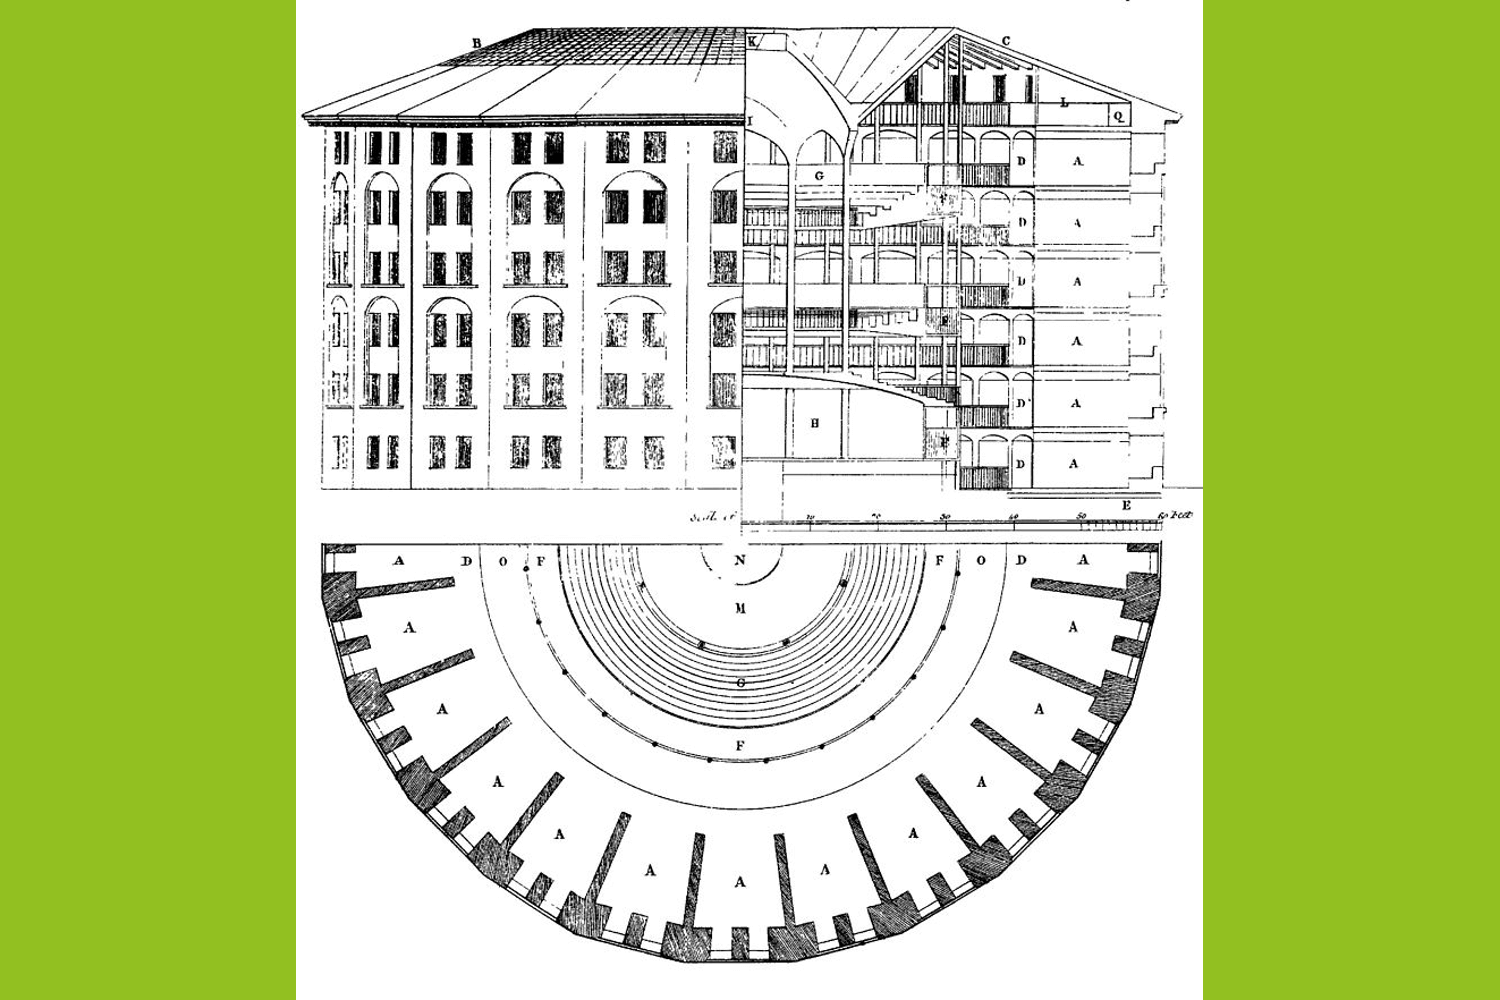 B K C
L
I Q
G D A
F D A
D A
F D A
H D A
F D A
E
Scale of 10 20 30 40 50 60 Feet
A D O F N F O D A
M
A A
G
A A
F
A A
A A
A A
A